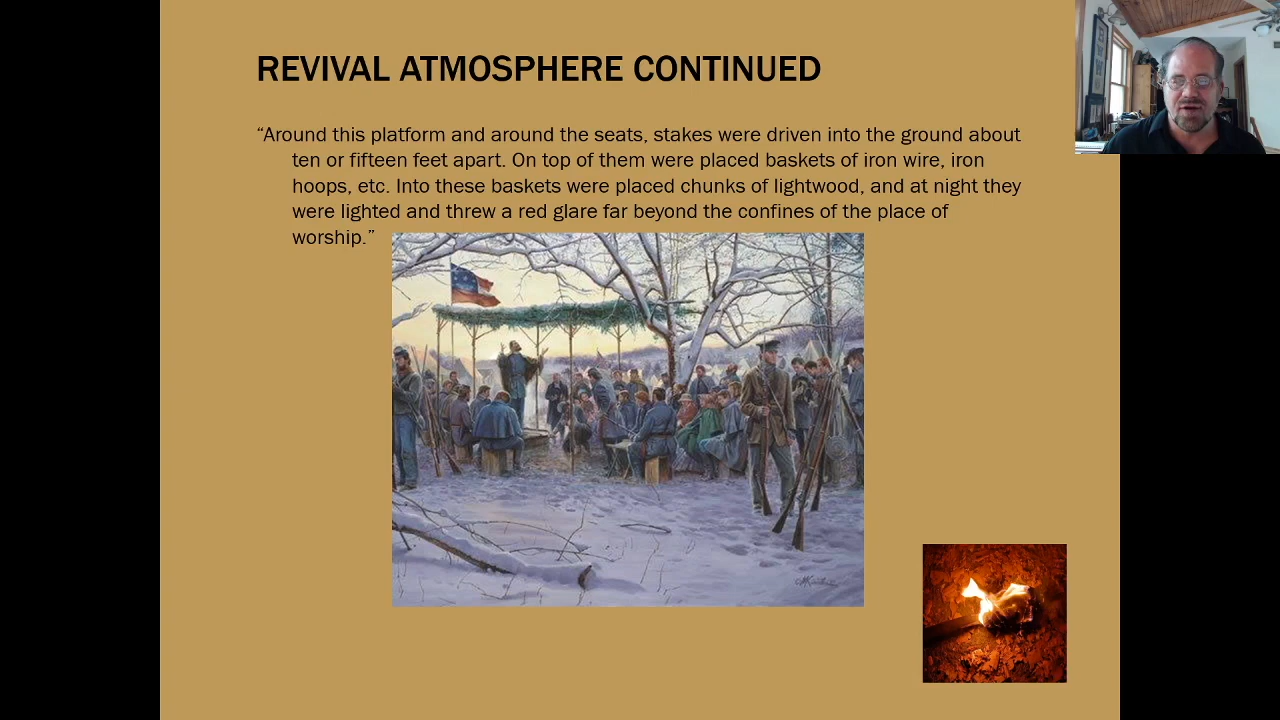 REVIVAL ATMOSPHERE CONTINUED
“Around this platform and around the seats, stakes were driven into the ground about
ten or fifteen feet apart. On top of them were placed baskets of iron wire, iron
hoops, etc. Into these baskets were placed chunks of lightwood, and at night they
were lighted and threw a red glare far beyond the confines of the place of
worship.”